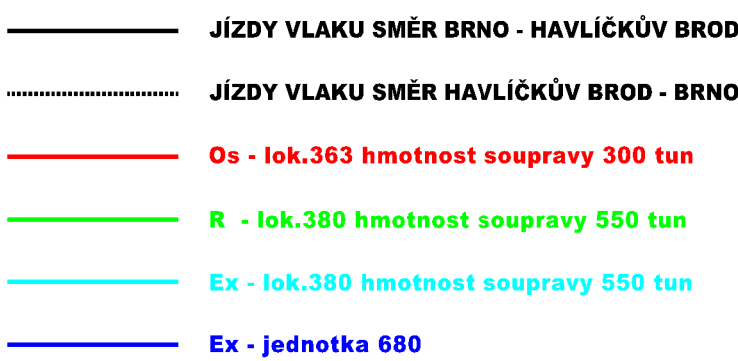 JÍZDY VLAKU SMĚR BRNO - HAVLÍČKŮV BROD
JÍZDY VLAKU SMĚR HAVLÍČKŮV BROD - BRNO
Os - lok.363 hmotnost soupravy 300 tun
R - lok.380 hmotnost soupravy 550 tun
Ex - lok.380 hmotnost soupravy 550 tun
Ex - jednotka 680